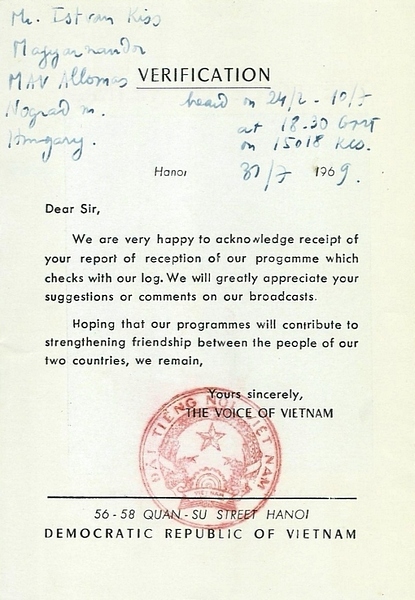 Mr. Istvan Kiss
Magyarnandor
MAV Allomas
Nograd m.
Hungary.
VERIFICATION
heard on 24/2 - 10/7
at 18.30 GMT
on 15018 Kcs.
Hanoi 30/7 1969.
Dear Sir,
We are very happy to acknowledge receipt of
your report of reception of our progamme which
checks with our log. We will greatly appreciate your
suggestions or comments on our broadcasts.
Hoping that our programmes will contribute to
strengthening friendship between the people of our
two countries, we remain,
Yours sincerely,
THE VOICE OF VIETNAM
ĐÀI TIẾNG NÓI VIỆT NAM
56 - 58 QUAN - SU STREET HANOI
DEMOCRATIC REPUBLIC OF VIETNAM